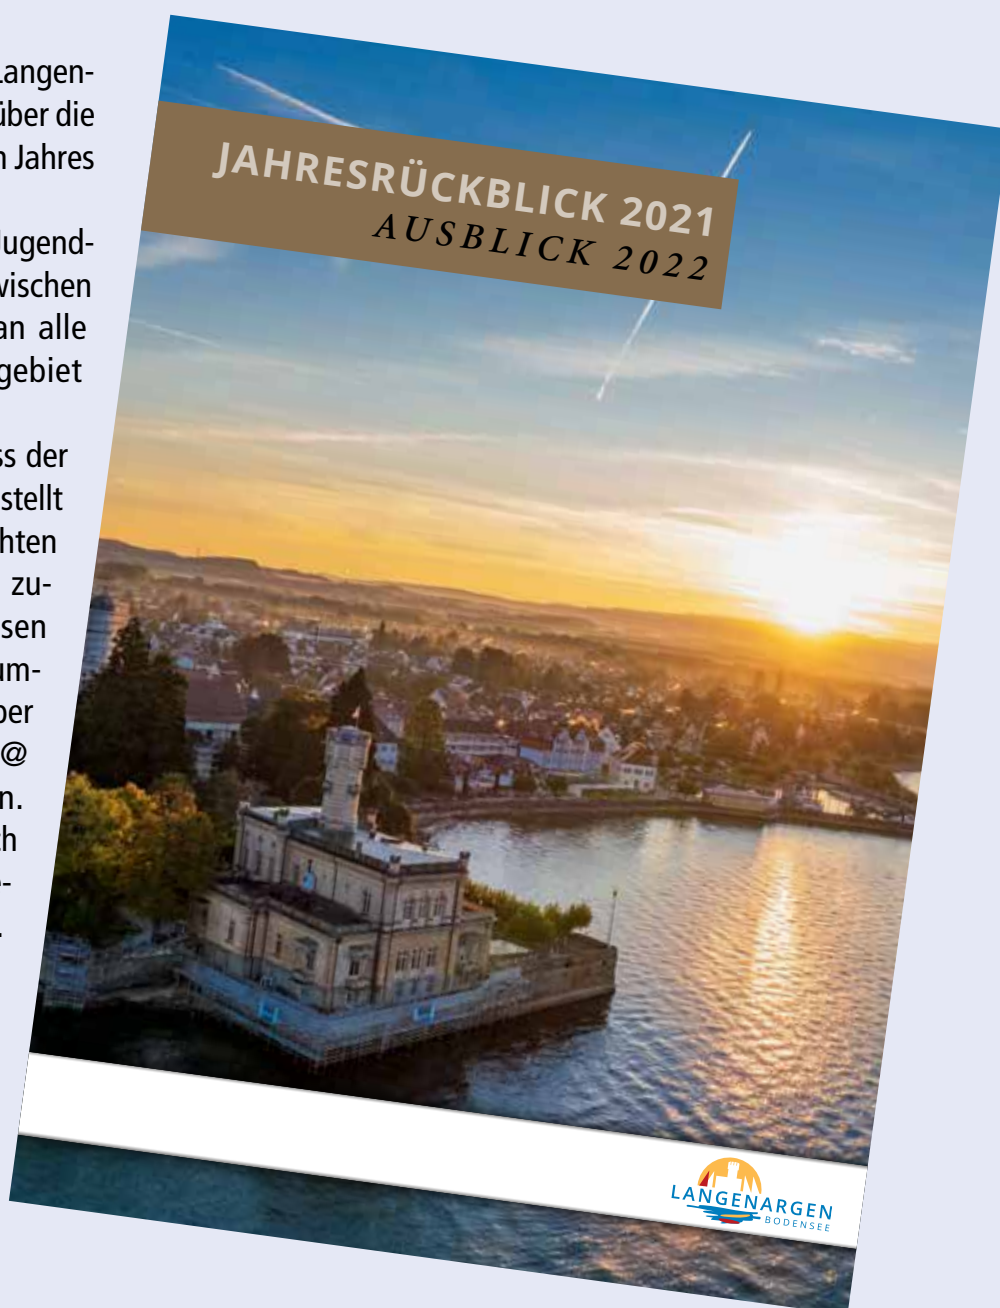 Langen-
über die
n Jahres
Jugend-
wischen
an alle
gebiet
ss der
stellt
hten
zu-
sen
um-
ber
@
n.
ch
e-
.
JAHRESRÜCKBLICK 2021
AUSBLICK 2022
LANGENARGEN
BODENSEE